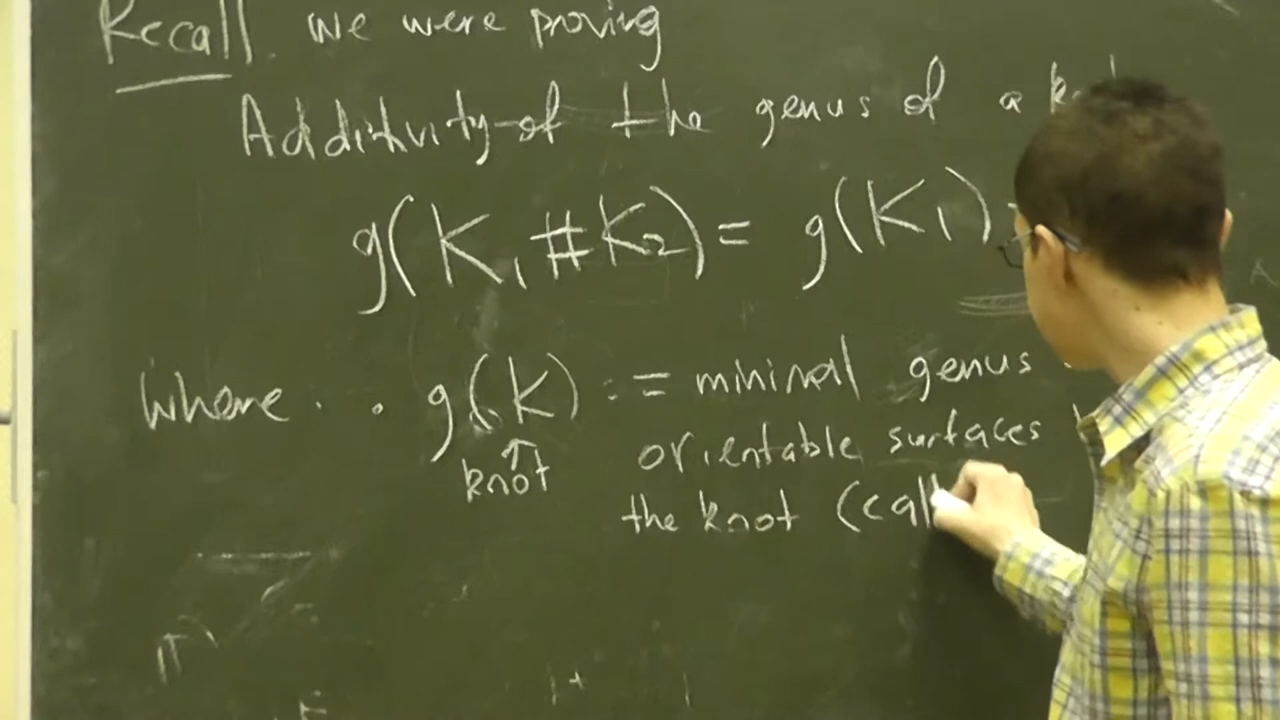 Recall. we were proving
Additivity of the genus of a
g(K₁#K₂) = g(K₁)
Where. . g(K) := minimal genus
orientable surfaces
knot
the knot (call